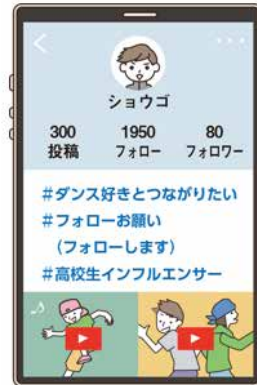 ショウゴ
300 1950 80
投稿 フォロー フォロワー
#ダンス好きとつながりたい
#フォローお願い
(フォローします)
#高校生インフルエンサー